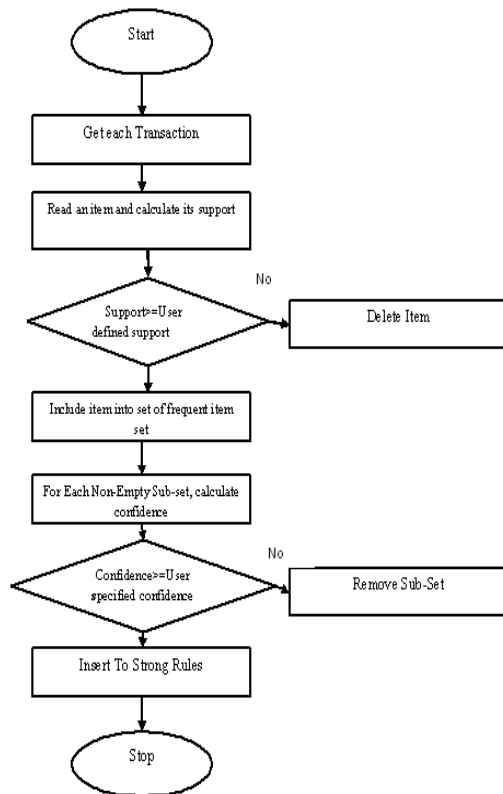 Start
Get each Transaction
Read an item and calculate its support
No
Support>=User
defined support
Delete Item
Include item into set of frequent item
set
For Each Non-Empty Sub-set, calculate
confidence
No
Confidence>=User
specified confidence
Remove Sub-Set
Insert To Strong Rules
Stop